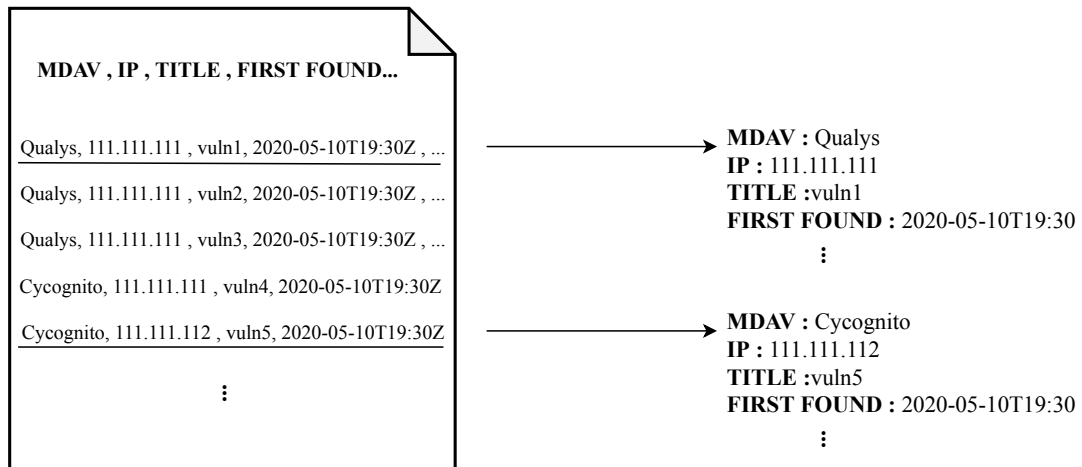 MDAV , IP , TITLE , FIRST FOUND...
Qualys, 111.111.111 , vuln1, 2020-05-10T19:30Z , ...
Qualys, 111.111.111 , vuln2, 2020-05-10T19:30Z , ...
Qualys, 111.111.111 , vuln3, 2020-05-10T19:30Z , ...
Cycognito, 111.111.111 , vuln4, 2020-05-10T19:30Z
Cycognito, 111.111.112 , vuln5, 2020-05-10T19:30Z
MDAV : Qualys
IP : 111.111.111
TITLE :vuln1
FIRST FOUND : 2020-05-10T19:30
MDAV : Cycognito
IP : 111.111.112
TITLE :vuln5
FIRST FOUND : 2020-05-10T19:30